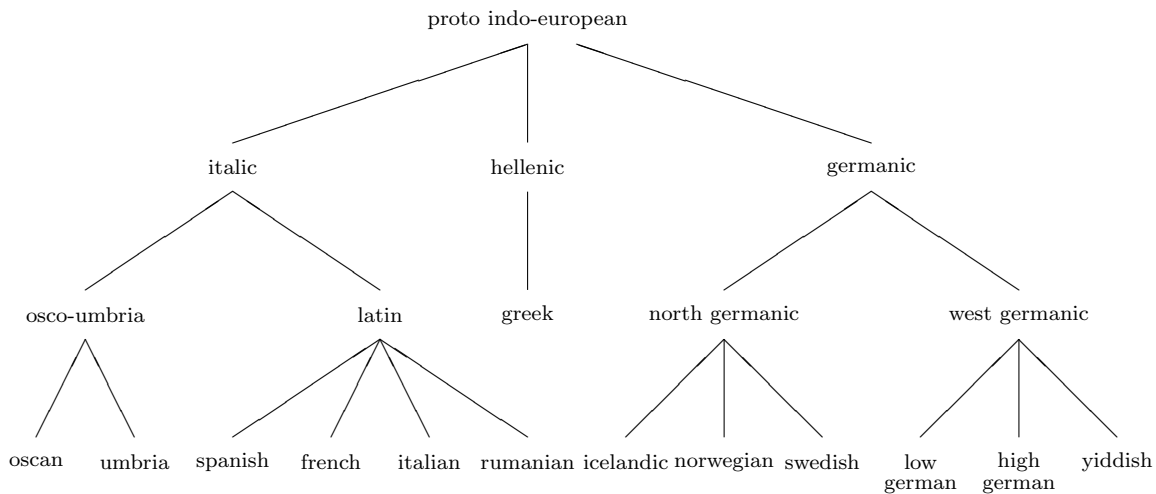 proto indo-european
italic hellenic germanic
osco-umbria latin greek north germanic west germanic
oscan umbria spanish french italian rumanian icelandic norwegian swedish low high yiddish
german german